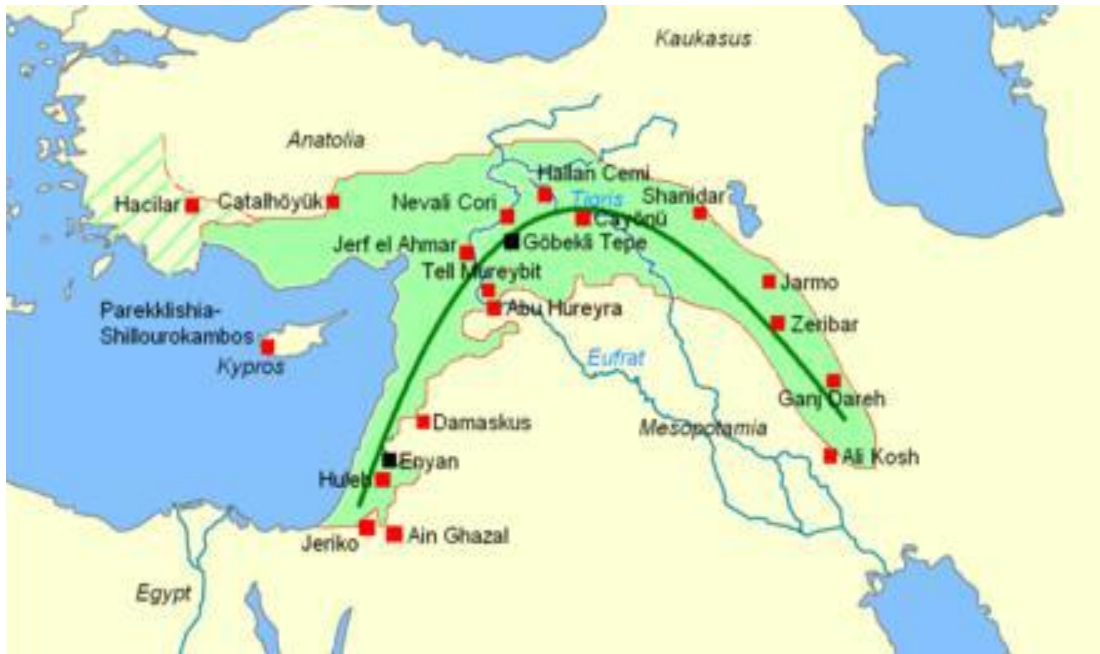 Kaukasus
Anatolia
Hallan Cemi
Tigris
Shanidar
Hacilar
Catalhöyük
Nevali Cori
Cayönü
Göbekli Tepe
Jerf el Ahmar
Tell Mureybit
Jarmo
Abu Hureyra
Parekklishia-
Shillourokambos
Zeribar
Kypros
Eufrat
Ganj Dareh
Damaskus
Mesopotamia
Enyan
Ali Kosh
Huleh
Jeriko
Ain Ghazal
Egypt